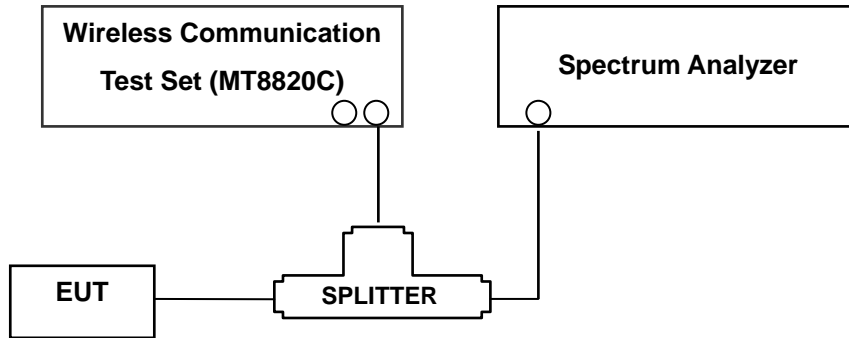 Wireless Communication
Test Set (MT8820C)
Spectrum Analyzer
EUT
SPLITTER